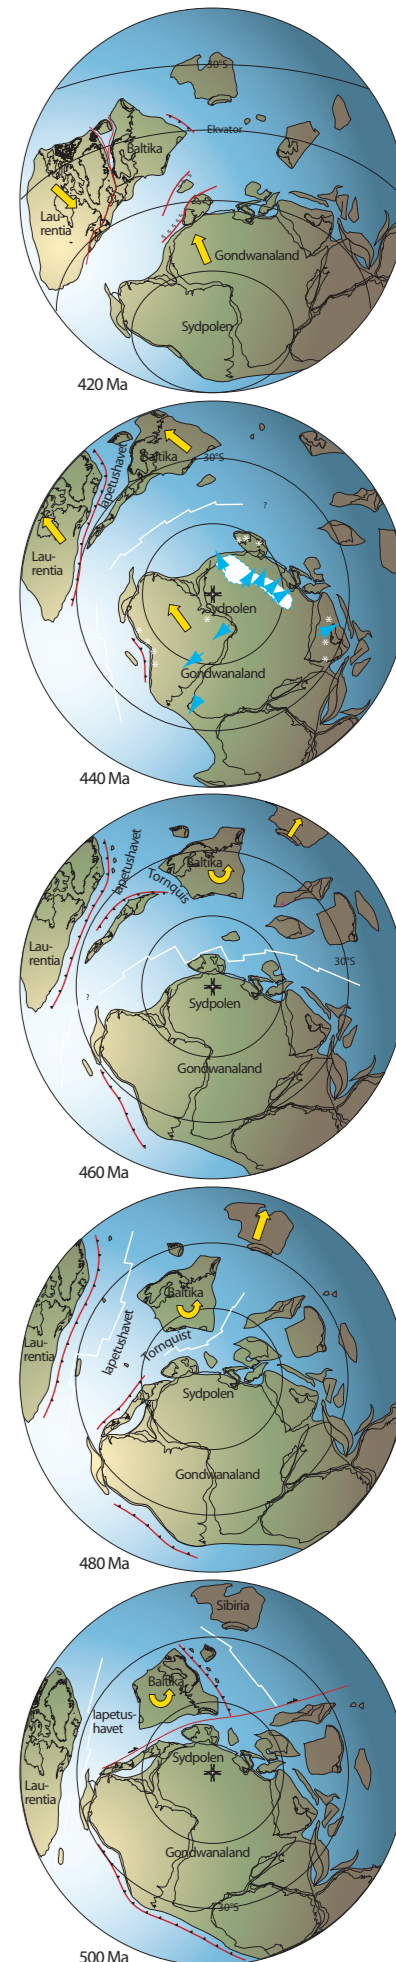 30°S
Ekvator
Baltika
Lau-
rentia
Gondwanaland
Sydpolen
420 Ma
Iapetushavet
Baltika
30°S
?
Lau-
rentia
Sydpolen
Gondwanaland
440 Ma
Iapetushavet
Baltika
Tornquis
Lau-
rentia
30°S
?
Sydpolen
Gondwanaland
460 Ma
Baltika
Iapetushavet
Tornquist
Lau-
rentia
Sydpolen
Gondwanaland
480 Ma
Sibiria
Baltika
Iapetus-
havet
Sydpolen
Lau-
rentia
Gondwanaland
30°S
500 Ma